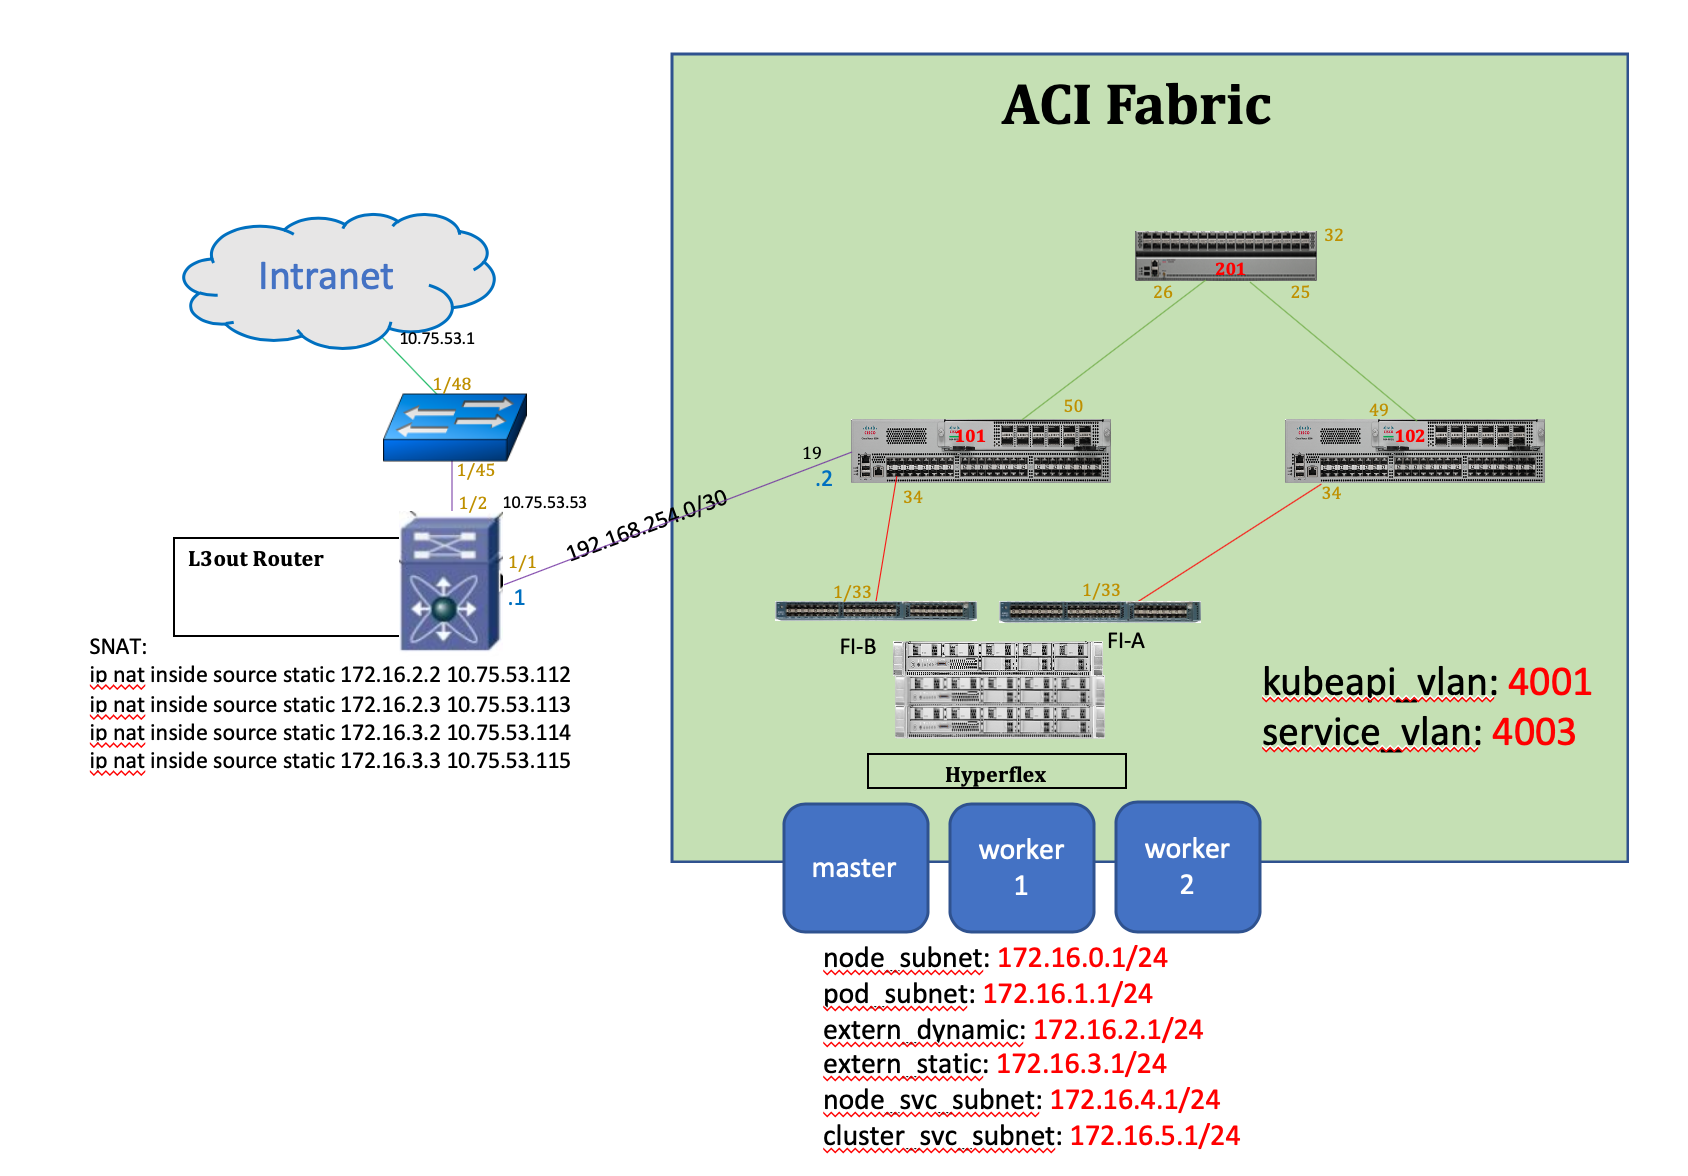 ACI Fabric
32
201
26
25
Intranet
10.75.53.1
1/48
50
49
101
102
19
1/45
.2
34
34
1/2
10.75.53.53
192.168.254.0/30
L3out Router
1/1
.1
1/33
1/33
FI-B
FI-A
SNAT:
ip nat inside source static 172.16.2.2 10.75.53.112
ip nat inside source static 172.16.2.3 10.75.53.113
ip nat inside source static 172.16.3.2 10.75.53.114
ip nat inside source static 172.16.3.3 10.75.53.115
kubeapi_vlan: 4001
service_vlan: 4003
Hyperflex
master
worker
1
worker
2
node_subnet: 172.16.0.1/24
pod_subnet: 172.16.1.1/24
extern_dynamic: 172.16.2.1/24
extern_static: 172.16.3.1/24
node_svc_subnet: 172.16.4.1/24
cluster_svc_subnet: 172.16.5.1/24